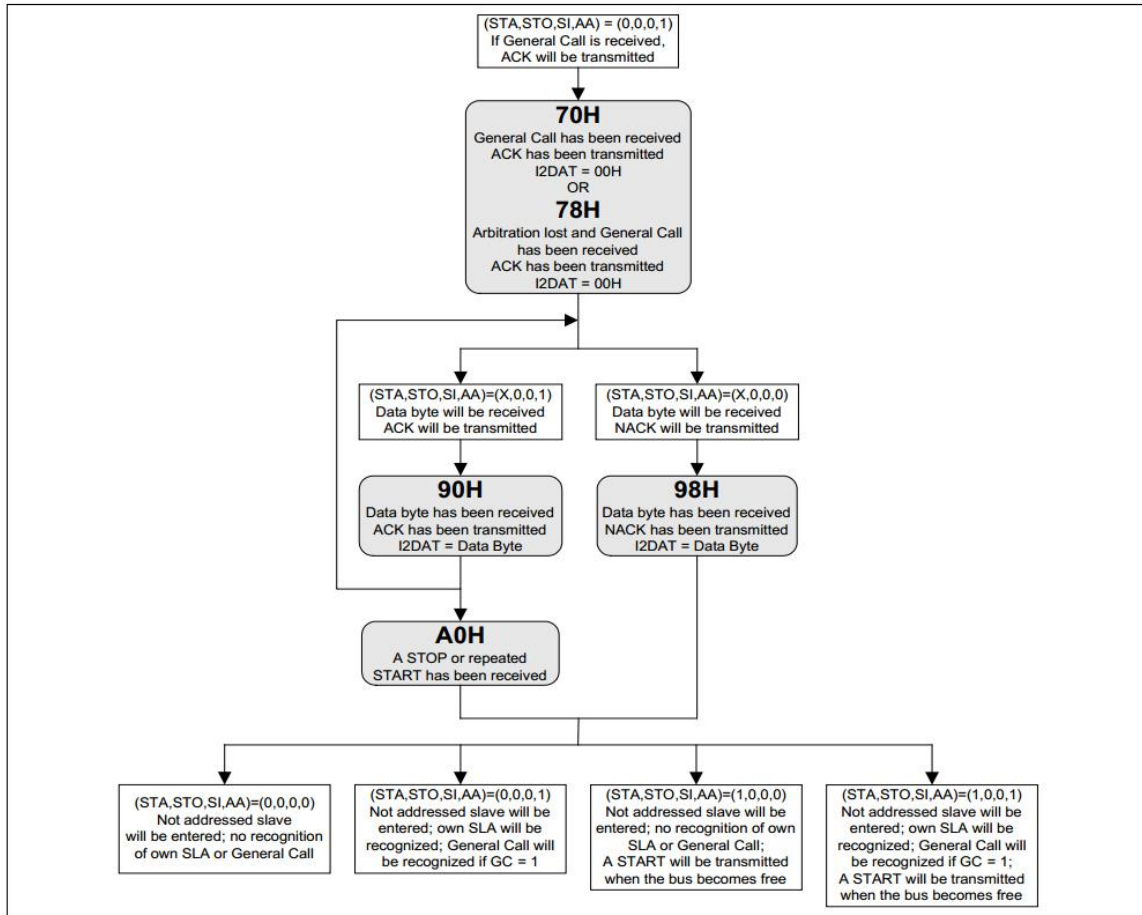 (STA,STO,SI,AA) = (0,0,0,1)
If General Call is received,
ACK will be transmitted
70H
General Call has been received
ACK has been transmitted
I2DAT = 00H
OR
78H
Arbitration lost and General Call
has been received
ACK has been transmitted
I2DAT = 00H
(STA,STO,SI,AA)=(X,0,0,1)
Data byte will be received
ACK will be transmitted
(STA,STO,SI,AA)=(X,0,0,0)
Data byte will be received
NACK will be transmitted
90H
Data byte has been received
ACK has been transmitted
I2DAT = Data Byte
98H
Data byte has been received
NACK has been transmitted
I2DAT = Data Byte
A0H
A STOP or repeated
START has been received
(STA,STO,SI,AA)=(0,0,0,0)
Not addressed slave
will be entered; no recognition
of own SLA or General Call
(STA,STO,SI,AA)=(0,0,0,1)
Not addressed slave will be
entered; own SLA will be
recognized; General Call will
be recognized if GC = 1
(STA,STO,SI,AA)=(1,0,0,0)
Not addressed slave will be
entered; no recognition of own
SLA or General Call;
A START will be transmitted
when the bus becomes free
(STA,STO,SI,AA)=(1,0,0,1)
Not addressed slave will be
entered; own SLA will be
recognized; General Call will
be recognized if GC = 1;
A START will be transmitted
when the bus becomes free